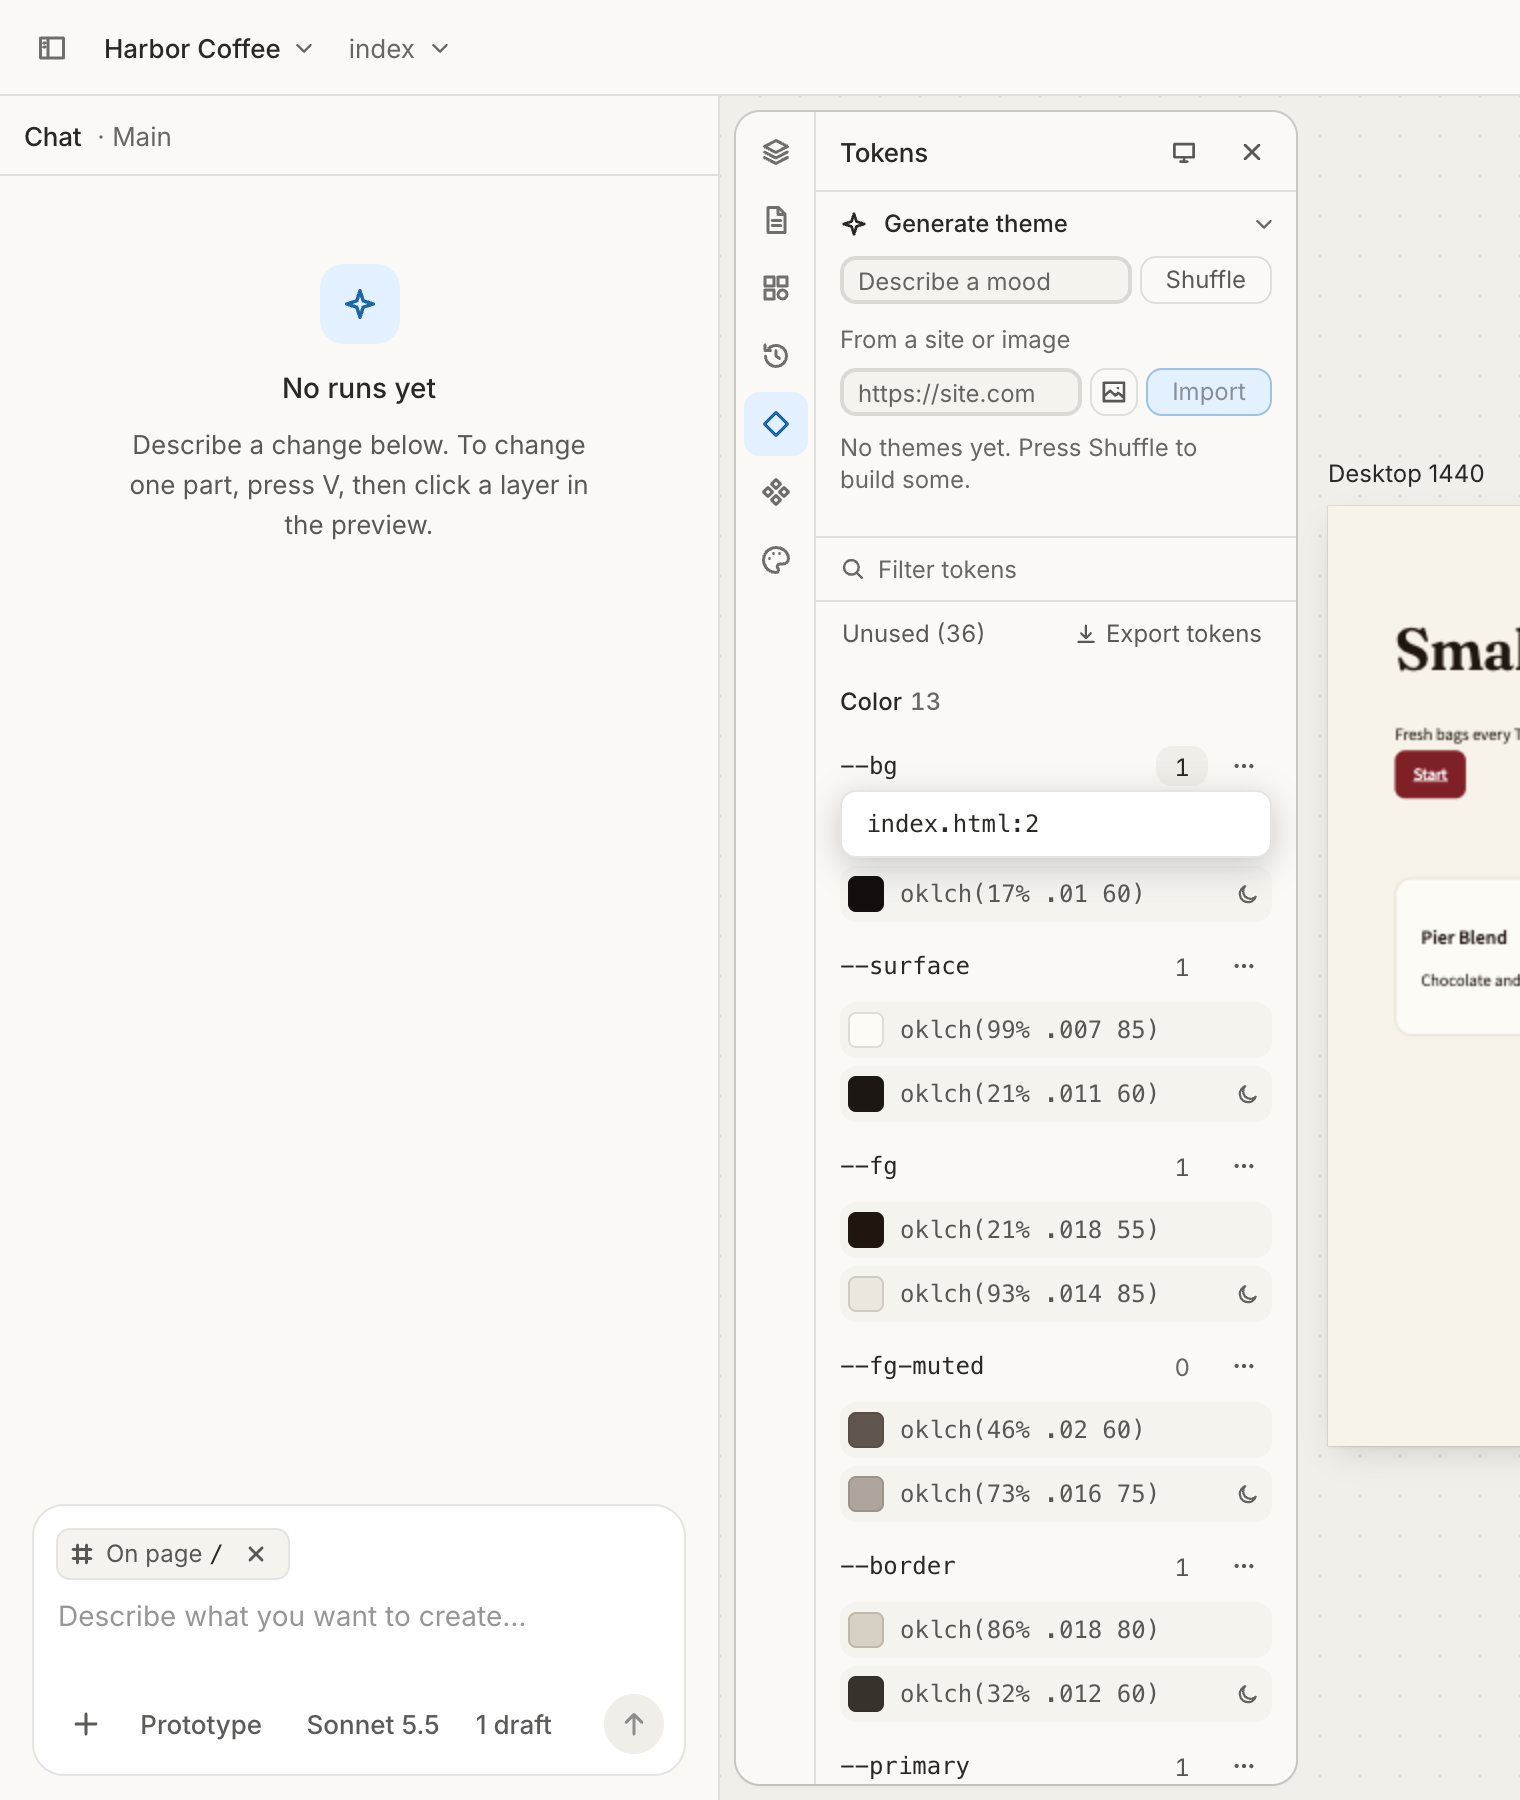 Harbor Coffee
index
Chat · Main
No runs yet
Describe a change below. To change
one part, press V, then click a layer in
the preview.
On page /
Describe what you want to create...
Prototype
Sonnet 5.5
1 draft
Tokens
Generate theme
Describe a mood
Shuffle
From a site or image
https://site.com
Import
No themes yet. Press Shuffle to
build some.
Filter tokens
Unused (36)
Export tokens
Color 13
--bg 1
index.html:2
oklch(17% .01 60)
--surface 1
oklch(99% .007 85)
oklch(21% .011 60)
--fg 1
oklch(21% .018 55)
oklch(93% .014 85)
--fg-muted 0
oklch(46% .02 60)
oklch(73% .016 75)
--border 1
oklch(86% .018 80)
oklch(32% .012 60)
--primary 1
Desktop 1440
Smal
Fresh bags every T
Start
Pier Blend
Chocolate and